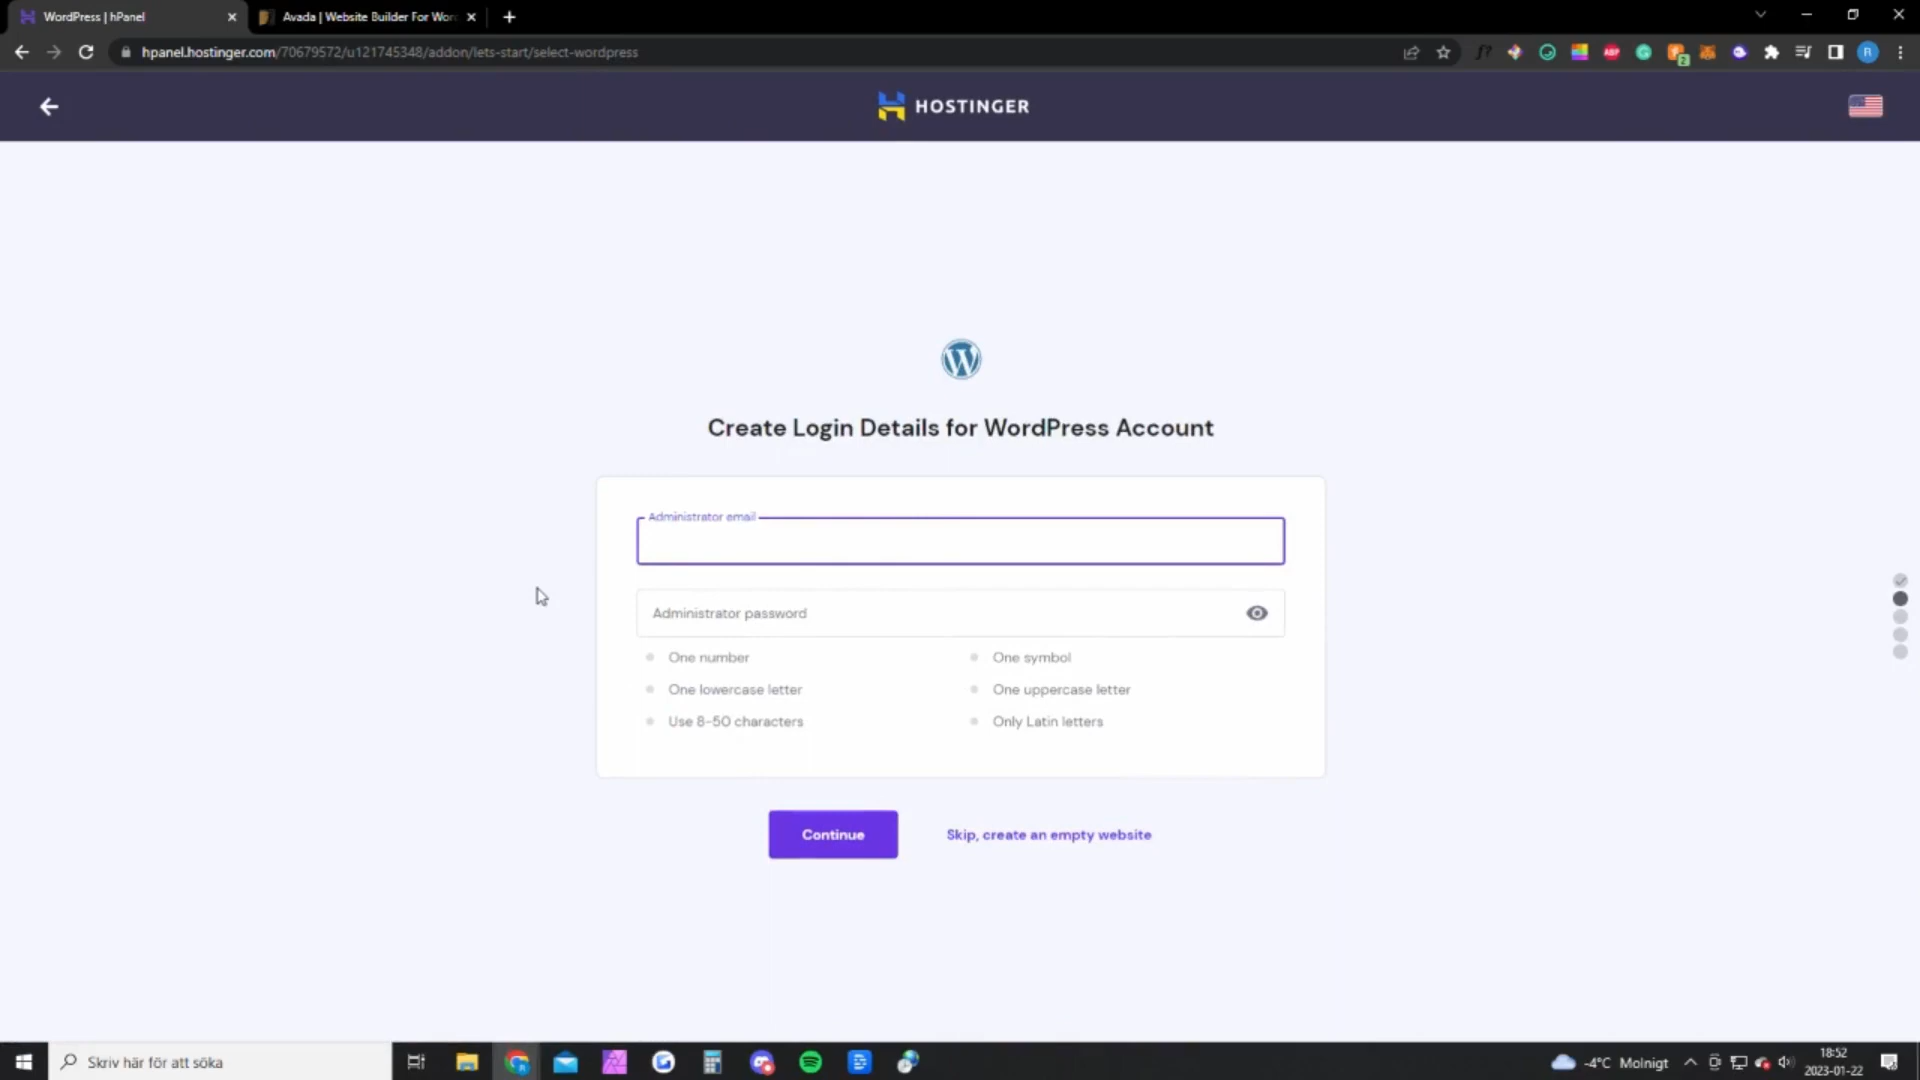 WordPress | hPanel
Avada | Website Builder For Wor
hpanel.hostinger.com/70679572/u121745348/addon/lets-start/select-wordpress
HOSTINGER
Create Login Details for WordPress Account
Administrator email
Administrator password
One number
One symbol
One lowercase letter
One uppercase letter
Use 8-50 characters
Only Latin letters
Continue
Skip, create an empty website
Skriv här för att söka
-4°C Molnigt
18:52
2023-01-22